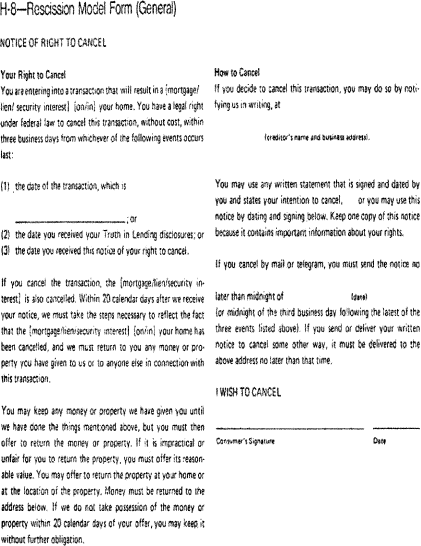 H-8—Rescission Model Form (General)
NOTICE OF RIGHT TO CANCEL
Your Right to Cancel
You are entering into a transaction that will result in a [mortgage/
lien/ security interest] [on/in] your home. You have a legal right
under federal law to cancel this transaction, without cost, within
three business days from whichever of the following events occurs
last:
(1) the date of the transaction, which is
____________________; or
(2) the date you received your Truth in Lending disclosures; or
(3) the date you received this notice of your right to cancel.
If you cancel the transaction, the [mortgage/lien/security in-
terest] is also cancelled. Within 20 calendar days after we receive
your notice, we must take the steps necessary to reflect the fact
that the [mortgage/lien/security interest] [on/in] your home has
been cancelled, and we must return to you any money or pro-
perty you have given to us or to anyone else in connection with
this transaction.
You may keep any money or property we have given you until
we have done the things mentioned above, but you must then
offer to return the money or property. If it is impractical or
unfair for you to return the property, you must offer its reason-
able value. You may offer to return the property at your home or
at the location of the property. Money must be returned to the
address below. If we do not take possession of the money or
property within 20 calendar days of your offer, you may keep it
without further obligation.
How to Cancel
If you decide to cancel this transaction, you may do so by noti-
fying us in writing, at
(creditor's name and business address).
You may use any written statement that is signed and dated by
you and states your intention to cancel, or you may use this
notice by dating and signing below. Keep one copy of this notice
because it contains important information about your rights.
If you cancel by mail or telegram, you must send the notice no
later than midnight of (date)
(or midnight of the third business day following the latest of the
three events listed above). If you send or deliver your written
notice to cancel some other way, it must be delivered to the
above address no later than that time.
I WISH TO CANCEL
Consumer's Signature Date